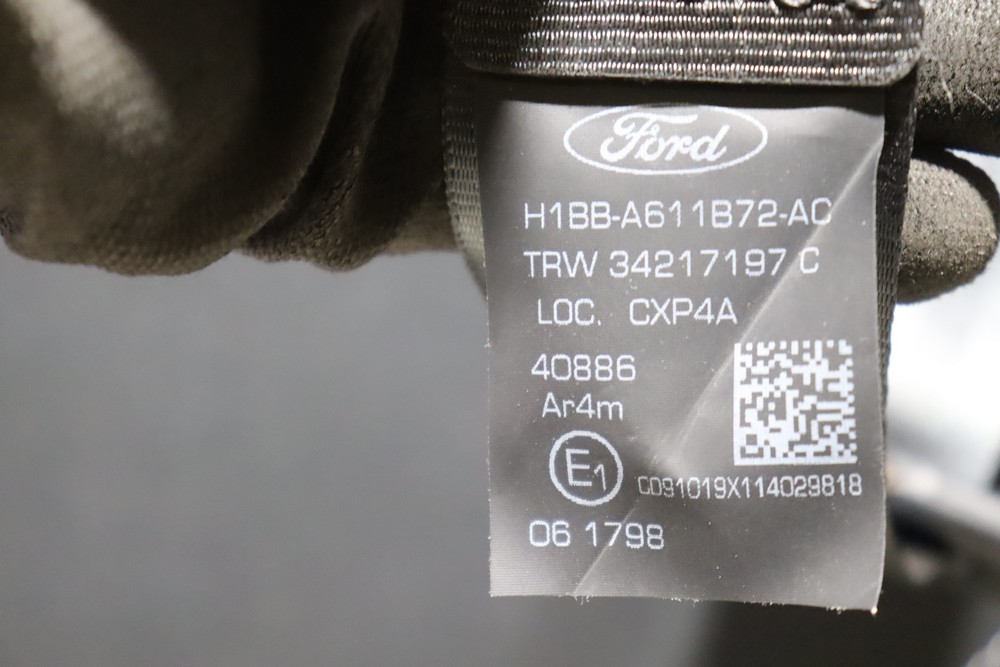 Ford
H1BB-A611B72-AC
TRW 34217197 C
LOC. CXP4A
40886
Ar4m
E1
C091019X114029818
06 1798